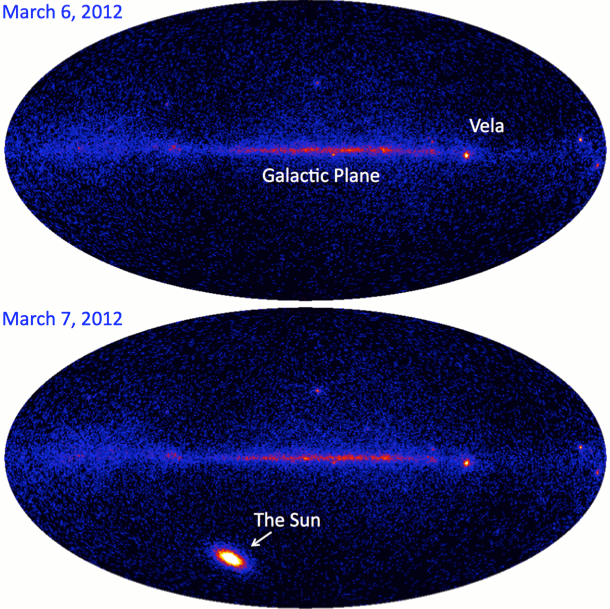 March 6, 2012
Vela
Galactic Plane
March 7, 2012
The Sun